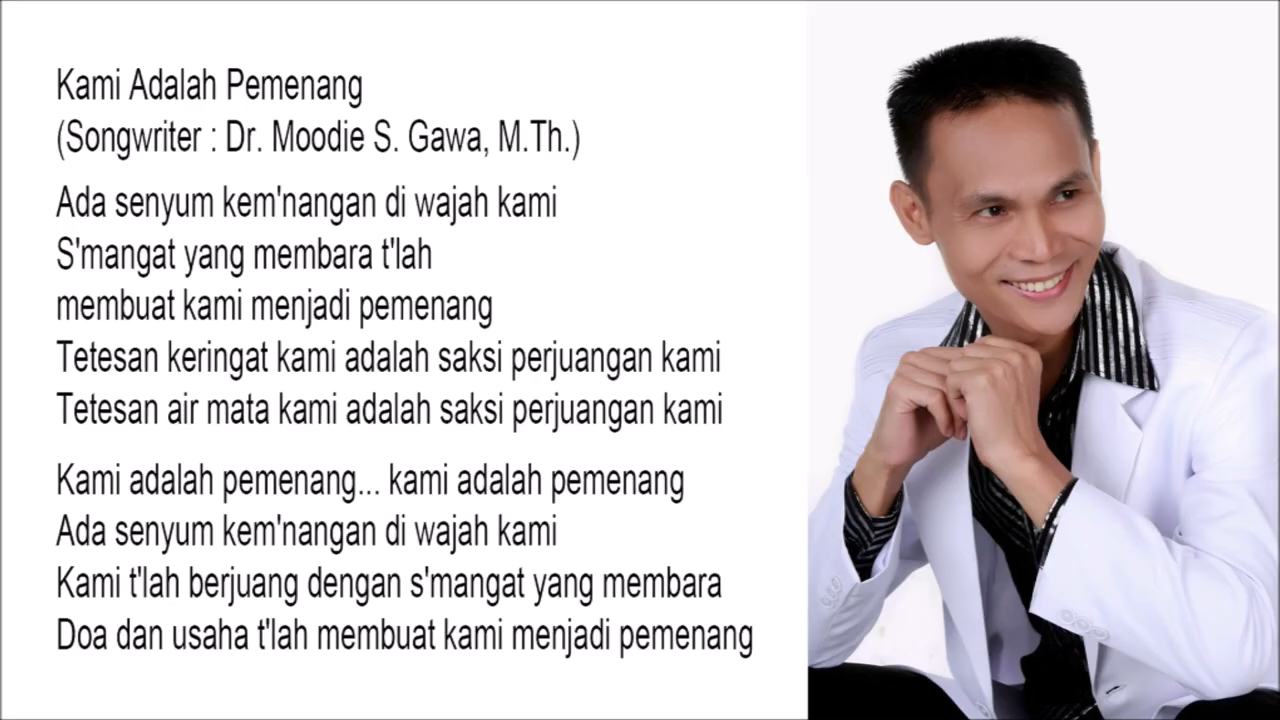 Kami Adalah Pemenang
(Songwriter : Dr. Moodie S. Gawa, M.Th.)
Ada senyum kem'nangan di wajah kami
S'mangat yang membara t'lah
membuat kami menjadi pemenang
Tetesan keringat kami adalah saksi perjuangan kami
Tetesan air mata kami adalah saksi perjuangan kami
Kami adalah pemenang... kami adalah pemenang
Ada senyum kem'nangan di wajah kami
Kami t'lah berjuang dengan s'mangat yang membara
Doa dan usaha t'lah membuat kami menjadi pemenang